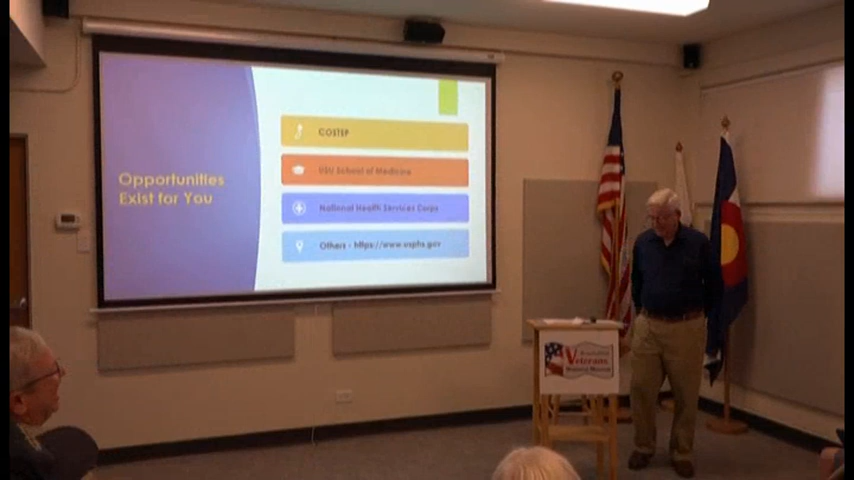 Opportunities
Exist for You
COSTEP
USU School of Medicine
National Health Services Corps
Others - https://www.usphs.gov
Veterans